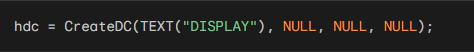 hdc = CreateDC(TEXT("DISPLAY"), NULL, NULL, NULL);